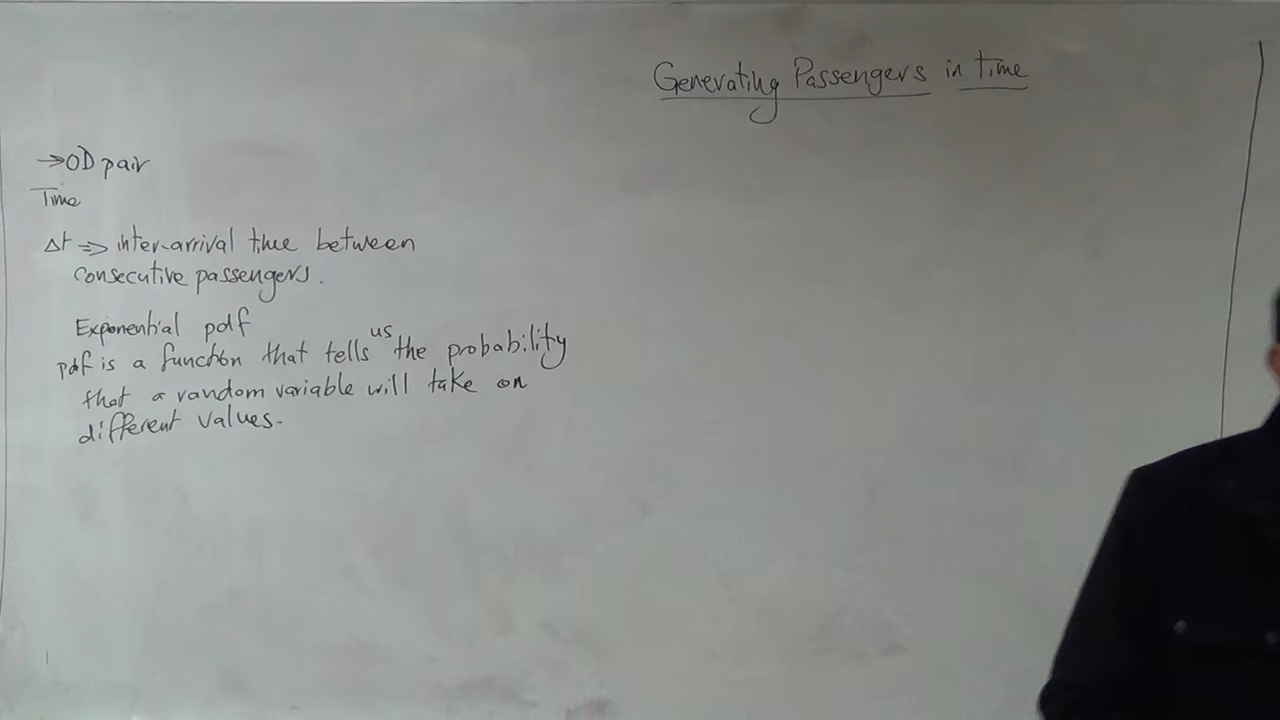 Generating Passengers in time
→OD pair
Time
Δt ⇒ inter-arrival time between
consecutive passengers.
Exponential pdf
pdf is a function that tells us the probability
that a random variable will take on
different values.